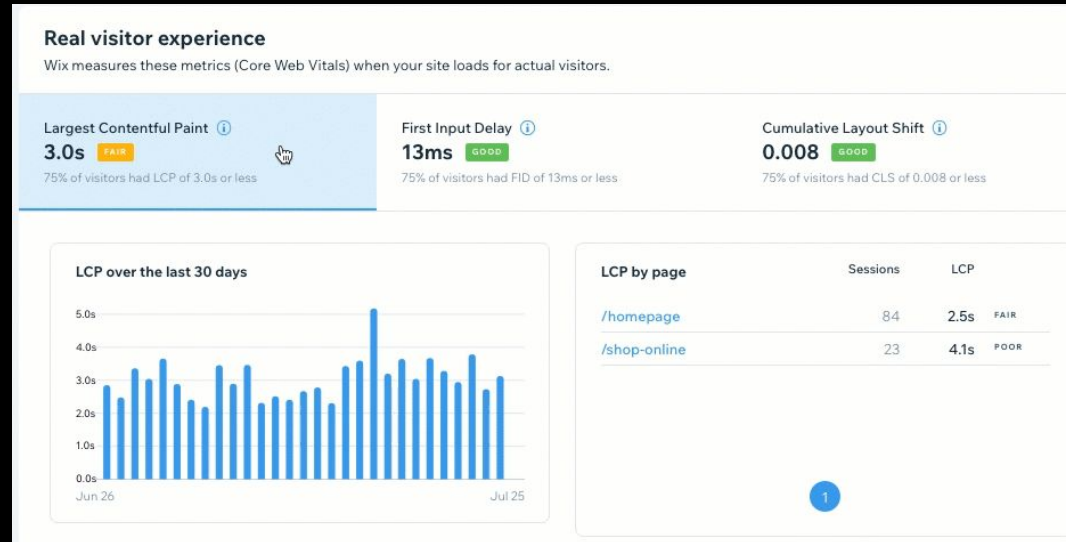 Real visitor experience
Wix measures these metrics (Core Web Vitals) when your site loads for actual visitors.
Largest Contentful Paint
3.0s FAIR
75% of visitors had LCP of 3.0s or less
First Input Delay
13ms GOOD
75% of visitors had FID of 13ms or less
Cumulative Layout Shift
0.008 GOOD
75% of visitors had CLS of 0.008 or less
LCP over the last 30 days
5.0s
4.0s
3.0s
2.0s
1.0s
0.0s
Jun 26 Jul 25
LCP by page Sessions LCP
/homepage 84 2.5s FAIR
/shop-online 23 4.1s POOR
1